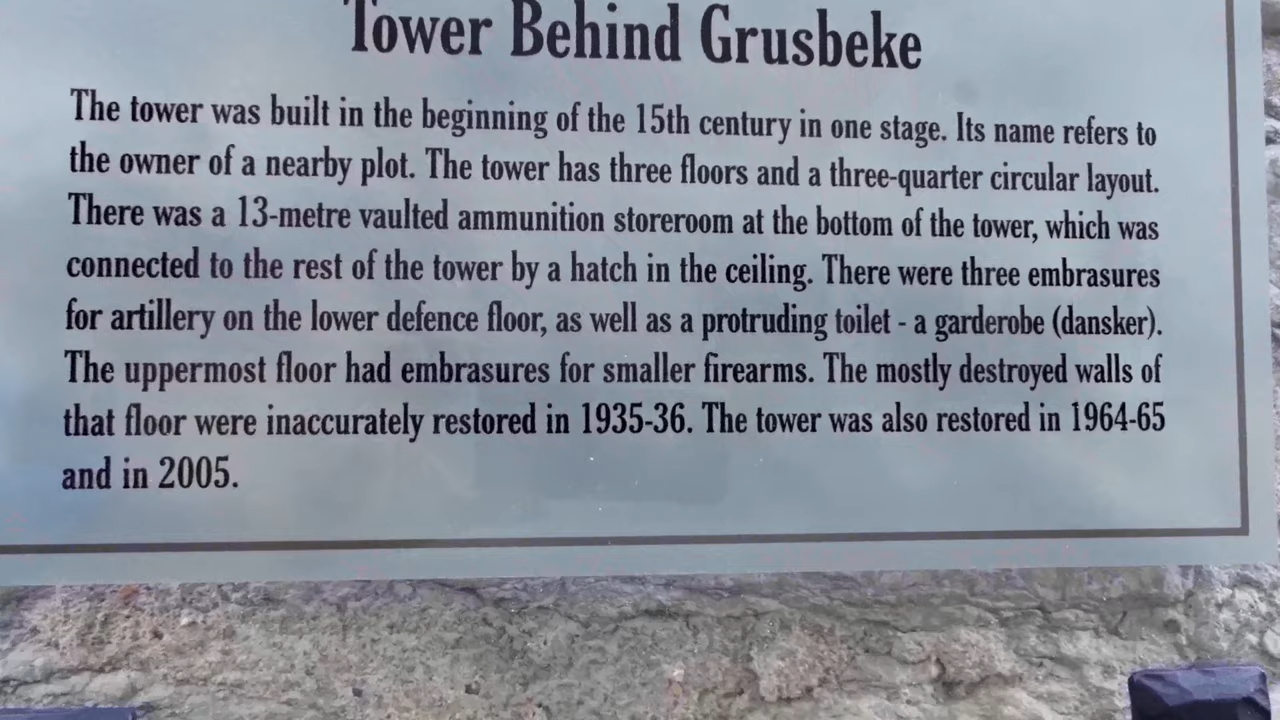 Tower Behind Grusbeke
The tower was built in the beginning of the 15th century in one stage. Its name refers to
the owner of a nearby plot. The tower has three floors and a three-quarter circular layout.
There was a 13-metre vaulted ammunition storeroom at the bottom of the tower, which was
connected to the rest of the tower by a hatch in the ceiling. There were three embrasures
for artillery on the lower defence floor, as well as a protruding toilet - a garderobe (dansker).
The uppermost floor had embrasures for smaller firearms. The mostly destroyed walls of
that floor were inaccurately restored in 1935-36. The tower was also restored in 1964-65
and in 2005.